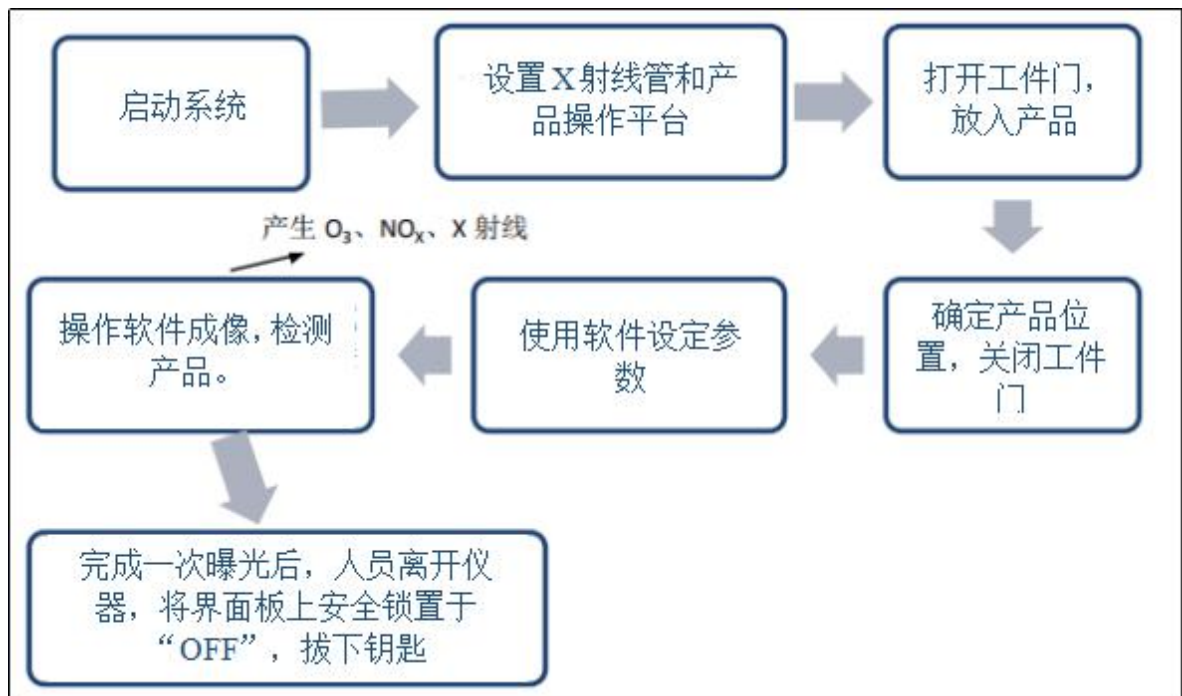 启动系统
设置X射线管和产
品操作平台
打开工件门，
放入产品
产生 O₃、NOₓ、X 射线
确定产品位
置，关闭工件
门
使用软件设定参
数
操作软件成像，检测
产品。
完成一次曝光后，人员离开仪
器，将界面板上安全锁置于
“OFF”，拔下钥匙